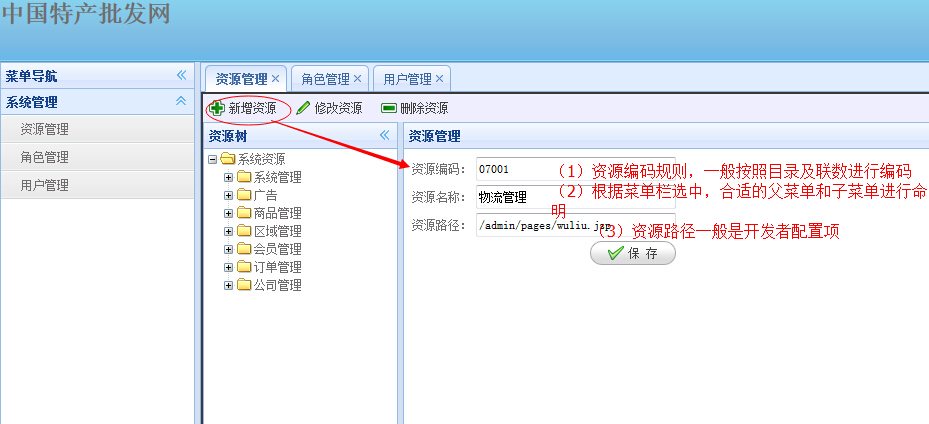 中国特产批发网
菜单导航
系统管理
资源管理
角色管理
用户管理
资源管理 角色管理 用户管理
新增资源 修改资源 删除资源
资源树
系统资源
系统管理
广告
商品管理
区域管理
会员管理
订单管理
公司管理
资源管理
资源编码： 07001
（1）资源编码规则，一般按照目录及联数进行编码
资源名称： 物流管理
（2）根据菜单栏选中，合适的父菜单和子菜单进行命
明
资源路径： /admin/pages/wuliu.jsp
（3）资源路径一般是开发者配置项
保 存